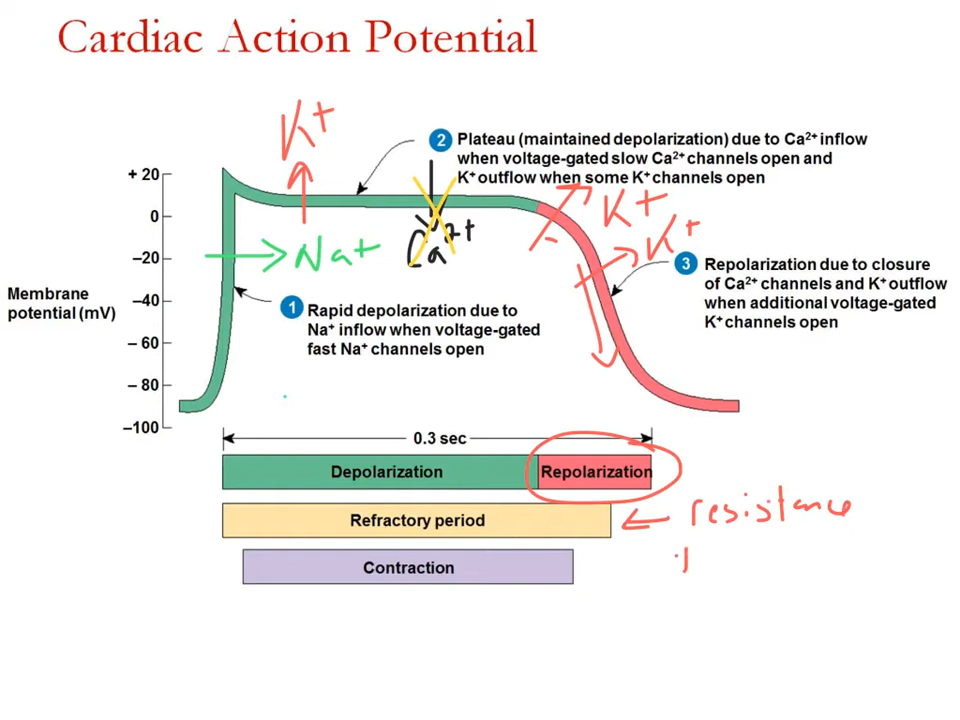 Cardiac Action Potential
K+
2 Plateau (maintained depolarization) due to Ca2+ inflow
when voltage-gated slow Ca2+ channels open and
K+ outflow when some K+ channels open
+ 20
0
–20
–40
– 60
– 80
–100
Membrane
potential (mV)
Na+
Ca2+
K+
K+
1 Rapid depolarization due to
Na+ inflow when voltage-gated
fast Na+ channels open
3 Repolarization due to closure
of Ca2+ channels and K+ outflow
when additional voltage-gated
K+ channels open
0.3 sec
Depolarization
Repolarization
Refractory period
resistance
Contraction